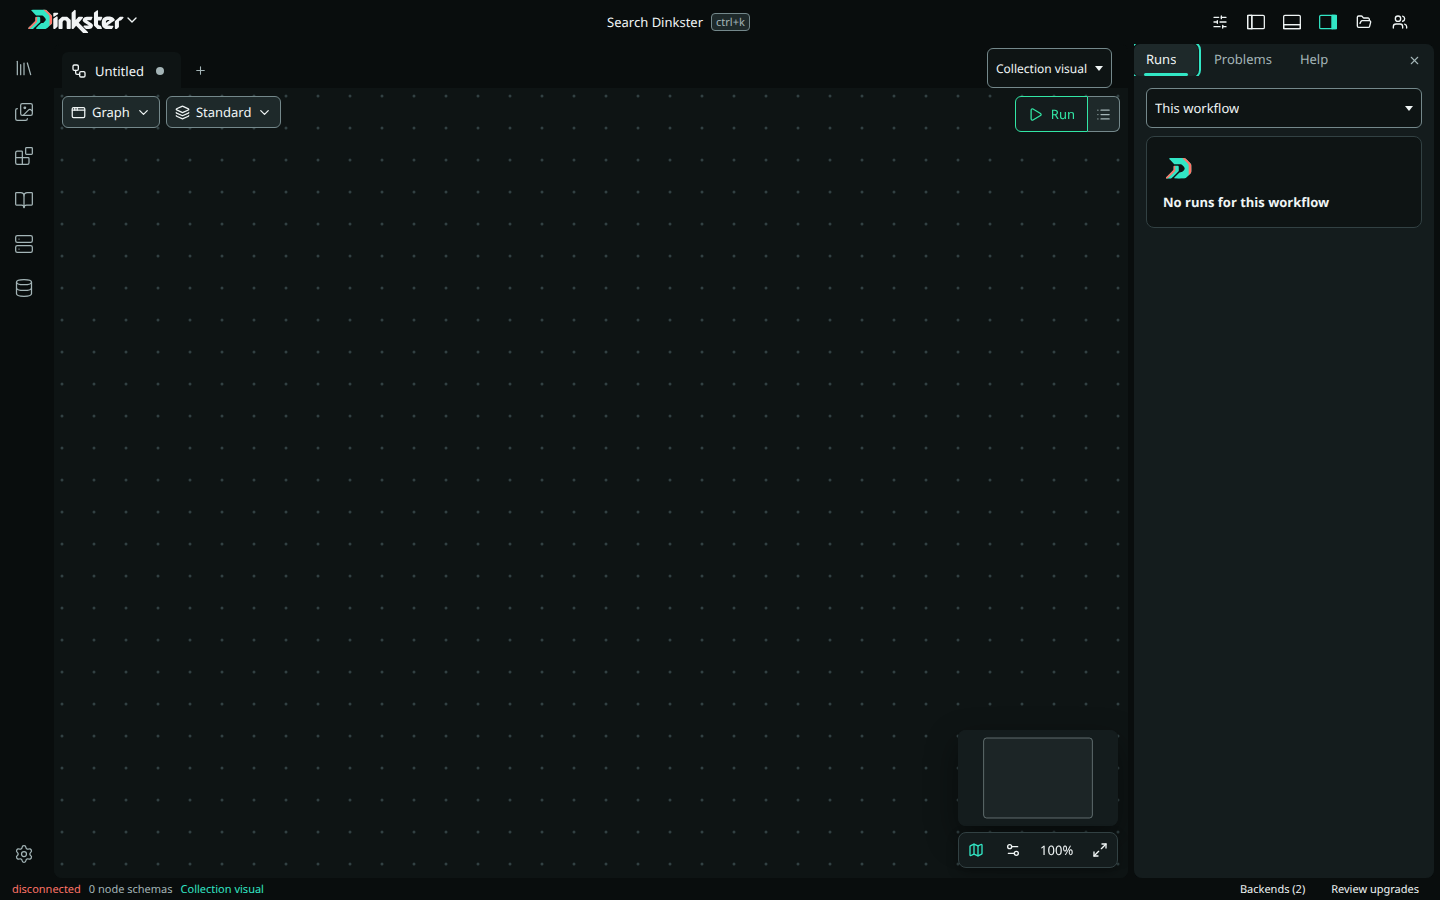 Dinkster
Search Dinkster ctrl+k
Untitled
Collection visual
Runs Problems Help
Graph Standard
Run
This workflow
No runs for this workflow
100%
disconnected 0 node schemas Collection visual
Backends (2) Review upgrades